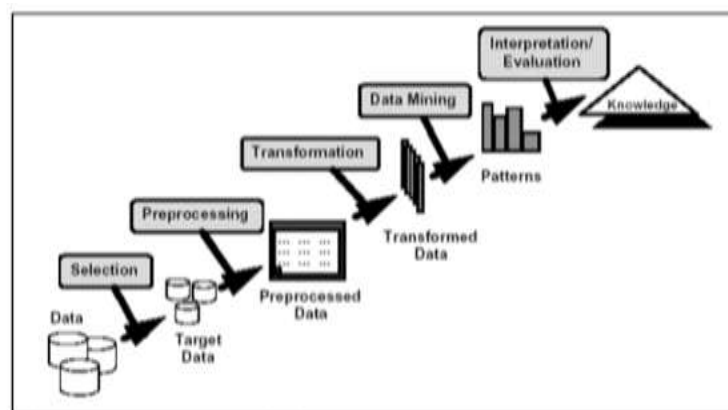 Interpretation/
Evaluation
Data Mining
Knowledge
Transformation
Patterns
Preprocessing
Transformed
Data
Selection
Preprocessed
Data
Data
Target
Data